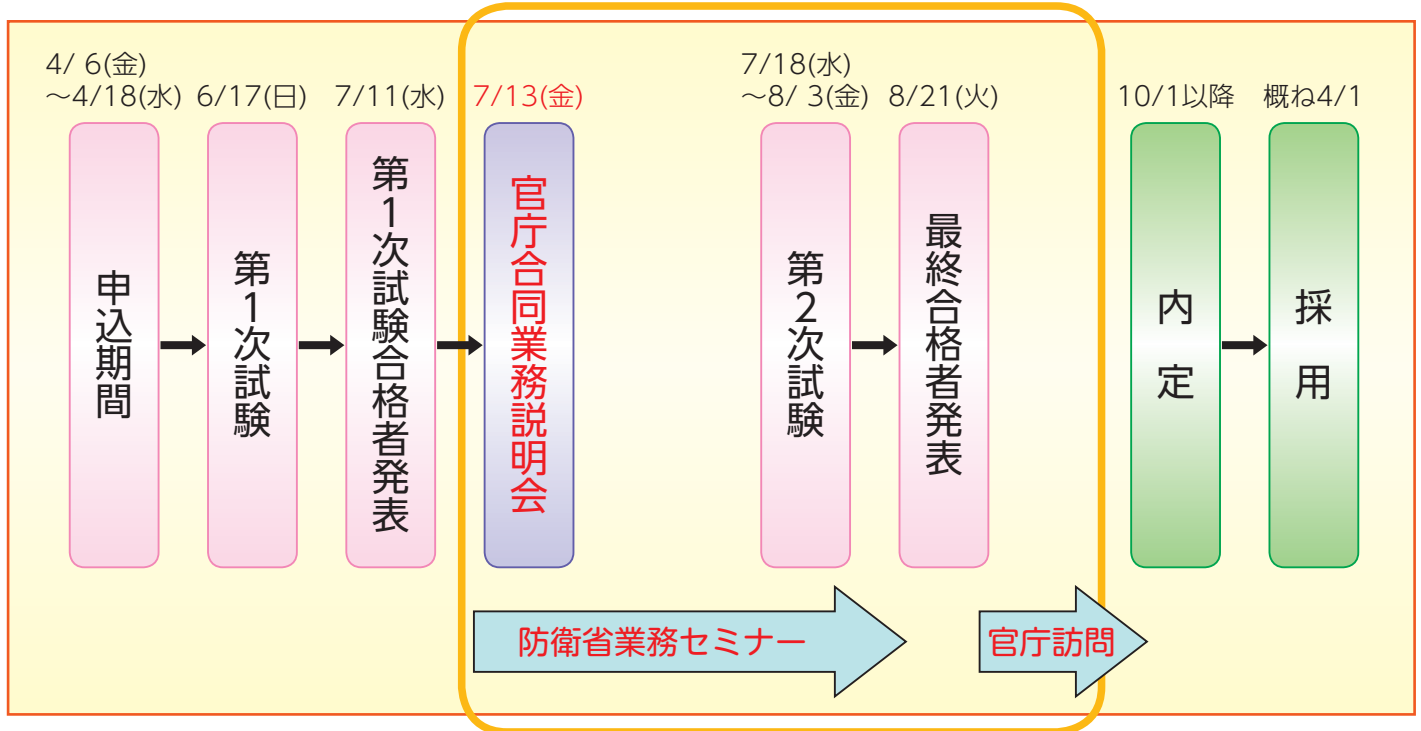 4/ 6(金)
～4/18(水)
6/17(日)
7/11(水)
7/13(金)
7/18(水)
～8/ 3(金)
8/21(火)
10/1以降
概ね4/1
申込期間
第1次試験
第1次試験合格者発表
官庁合同業務説明会
第2次試験
最終合格者発表
内定
採用
防衛省業務セミナー
官庁訪問